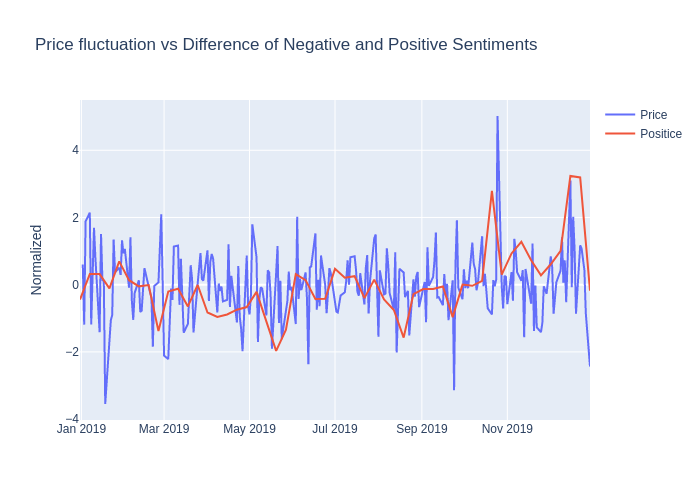 Price fluctuation vs Difference of Negative and Positive Sentiments
Price
Positice
Normalized
4
2
0
−2
−4
Jan 2019
Mar 2019
May 2019
Jul 2019
Sep 2019
Nov 2019